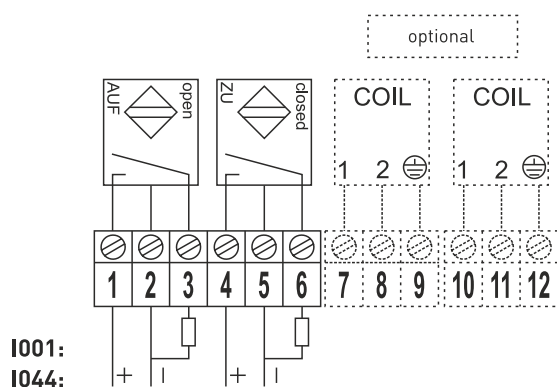 optional
AUF open
ZU closed
COIL COIL
1 2 1 2
1 2 3 4 5 6 7 8 9 10 11 12
I001:
I044: + I + I